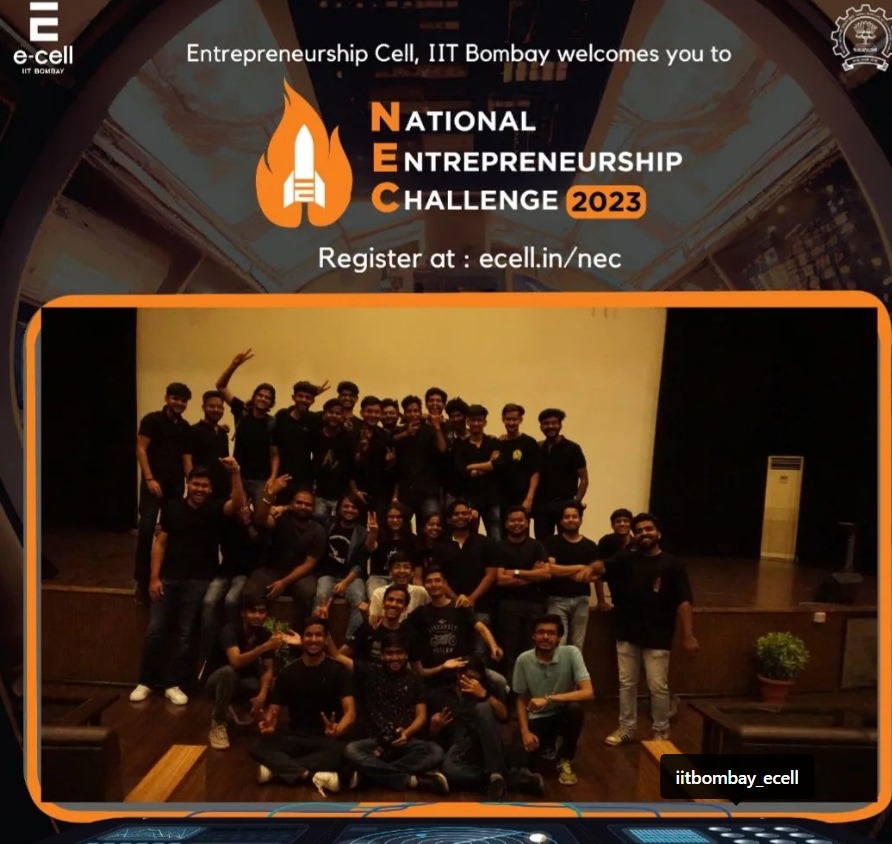 e-cell
IIT BOMBAY
Entrepreneurship Cell, IIT Bombay welcomes you to
NATIONAL
ENTREPRENEURSHIP
CHALLENGE 2023
Register at : ecell.in/nec
iitbombay_ecell